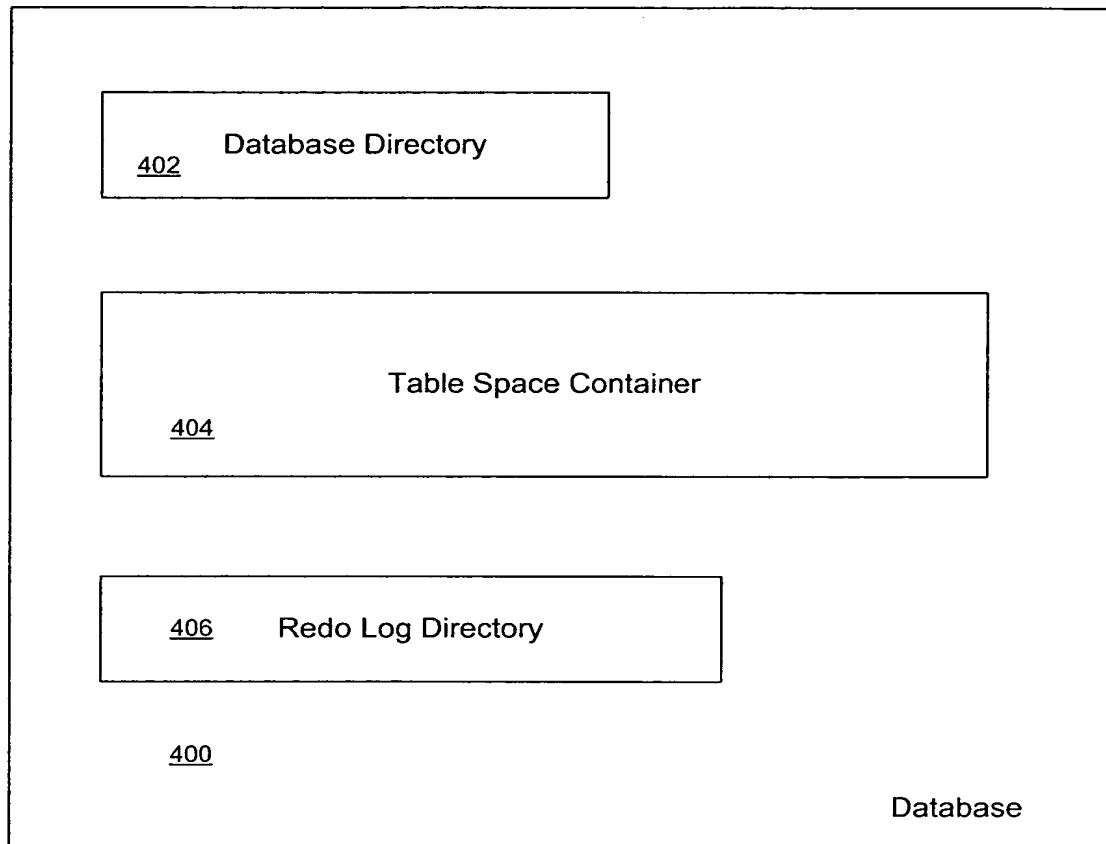 Database Directory
402
Table Space Container
404
406 Redo Log Directory
400
Database